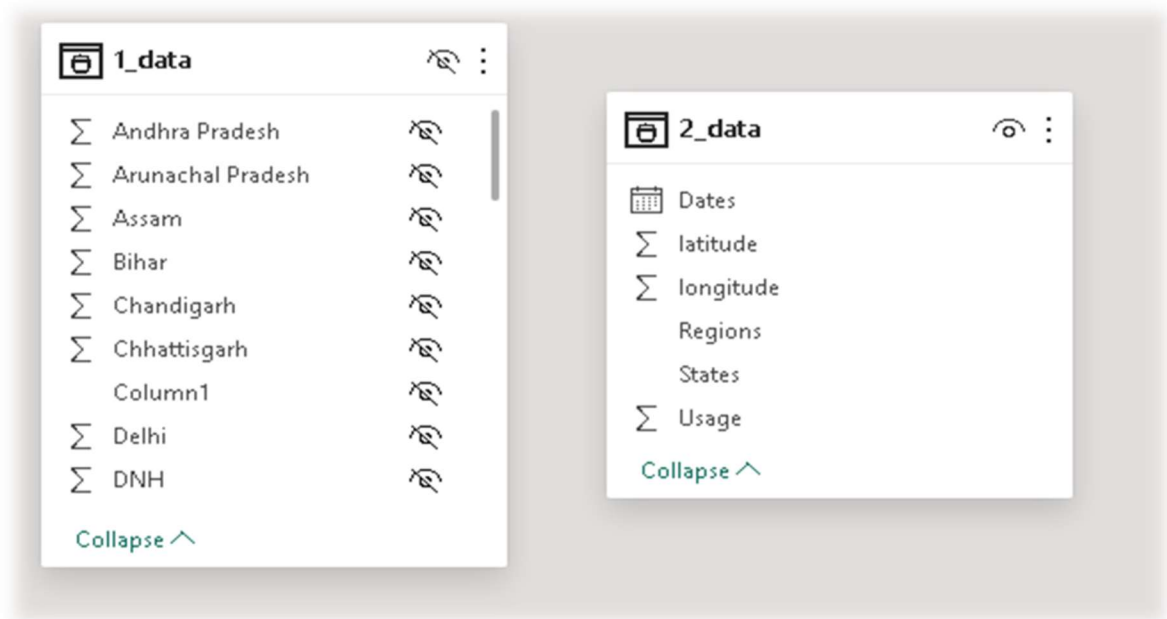 1_data
Andhra Pradesh
Arunachal Pradesh
Assam
Bihar
Chandigarh
Chhattisgarh
Column1
Delhi
DNH
Collapse
2_data
Dates
latitude
longitude
Regions
States
Usage
Collapse